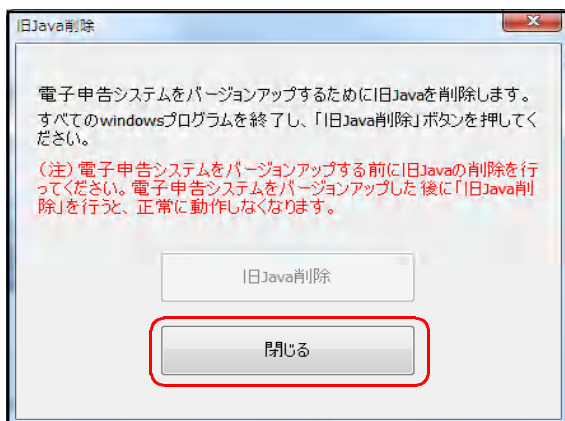 旧Java削除
電子申告システムをバージョンアップするために旧Javaを削除します。
すべてのwindowsプログラムを終了し、「旧Java削除」ボタンを押してく
ださい。
(注)電子申告システムをバージョンアップする前に旧Javaの削除を行
ってください。電子申告システムをバージョンアップした後に「旧Java削
除」を行うと、正常に動作しなくなります。
旧Java削除
閉じる